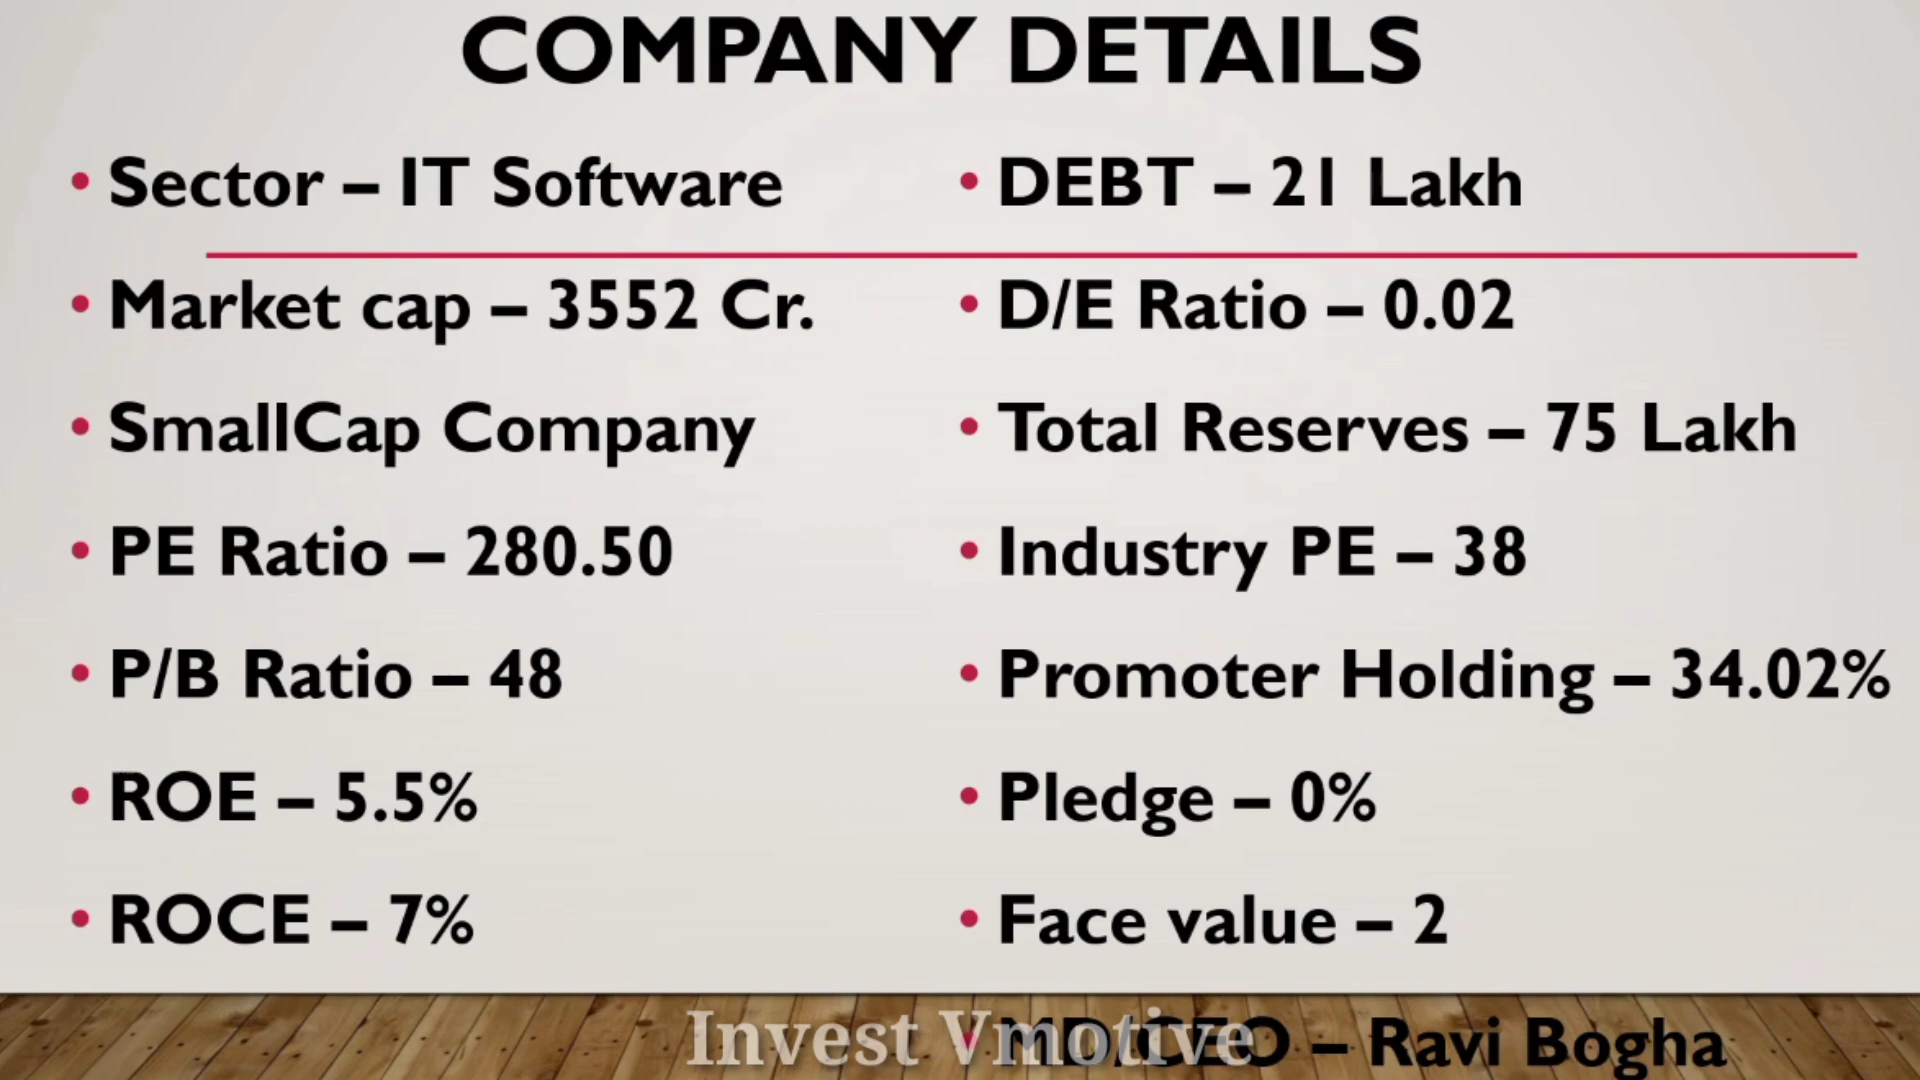 COMPANY DETAILS
• Sector – IT Software
• Market cap – 3552 Cr.
• SmallCap Company
• PE Ratio – 280.50
• P/B Ratio – 48
• ROE – 5.5%
• ROCE – 7%
• DEBT – 21 Lakh
• D/E Ratio – 0.02
• Total Reserves – 75 Lakh
• Industry PE – 38
• Promoter Holding – 34.02%
• Pledge – 0%
• Face value – 2
• MD/CEO – Ravi Bogha
Invest Vmotive